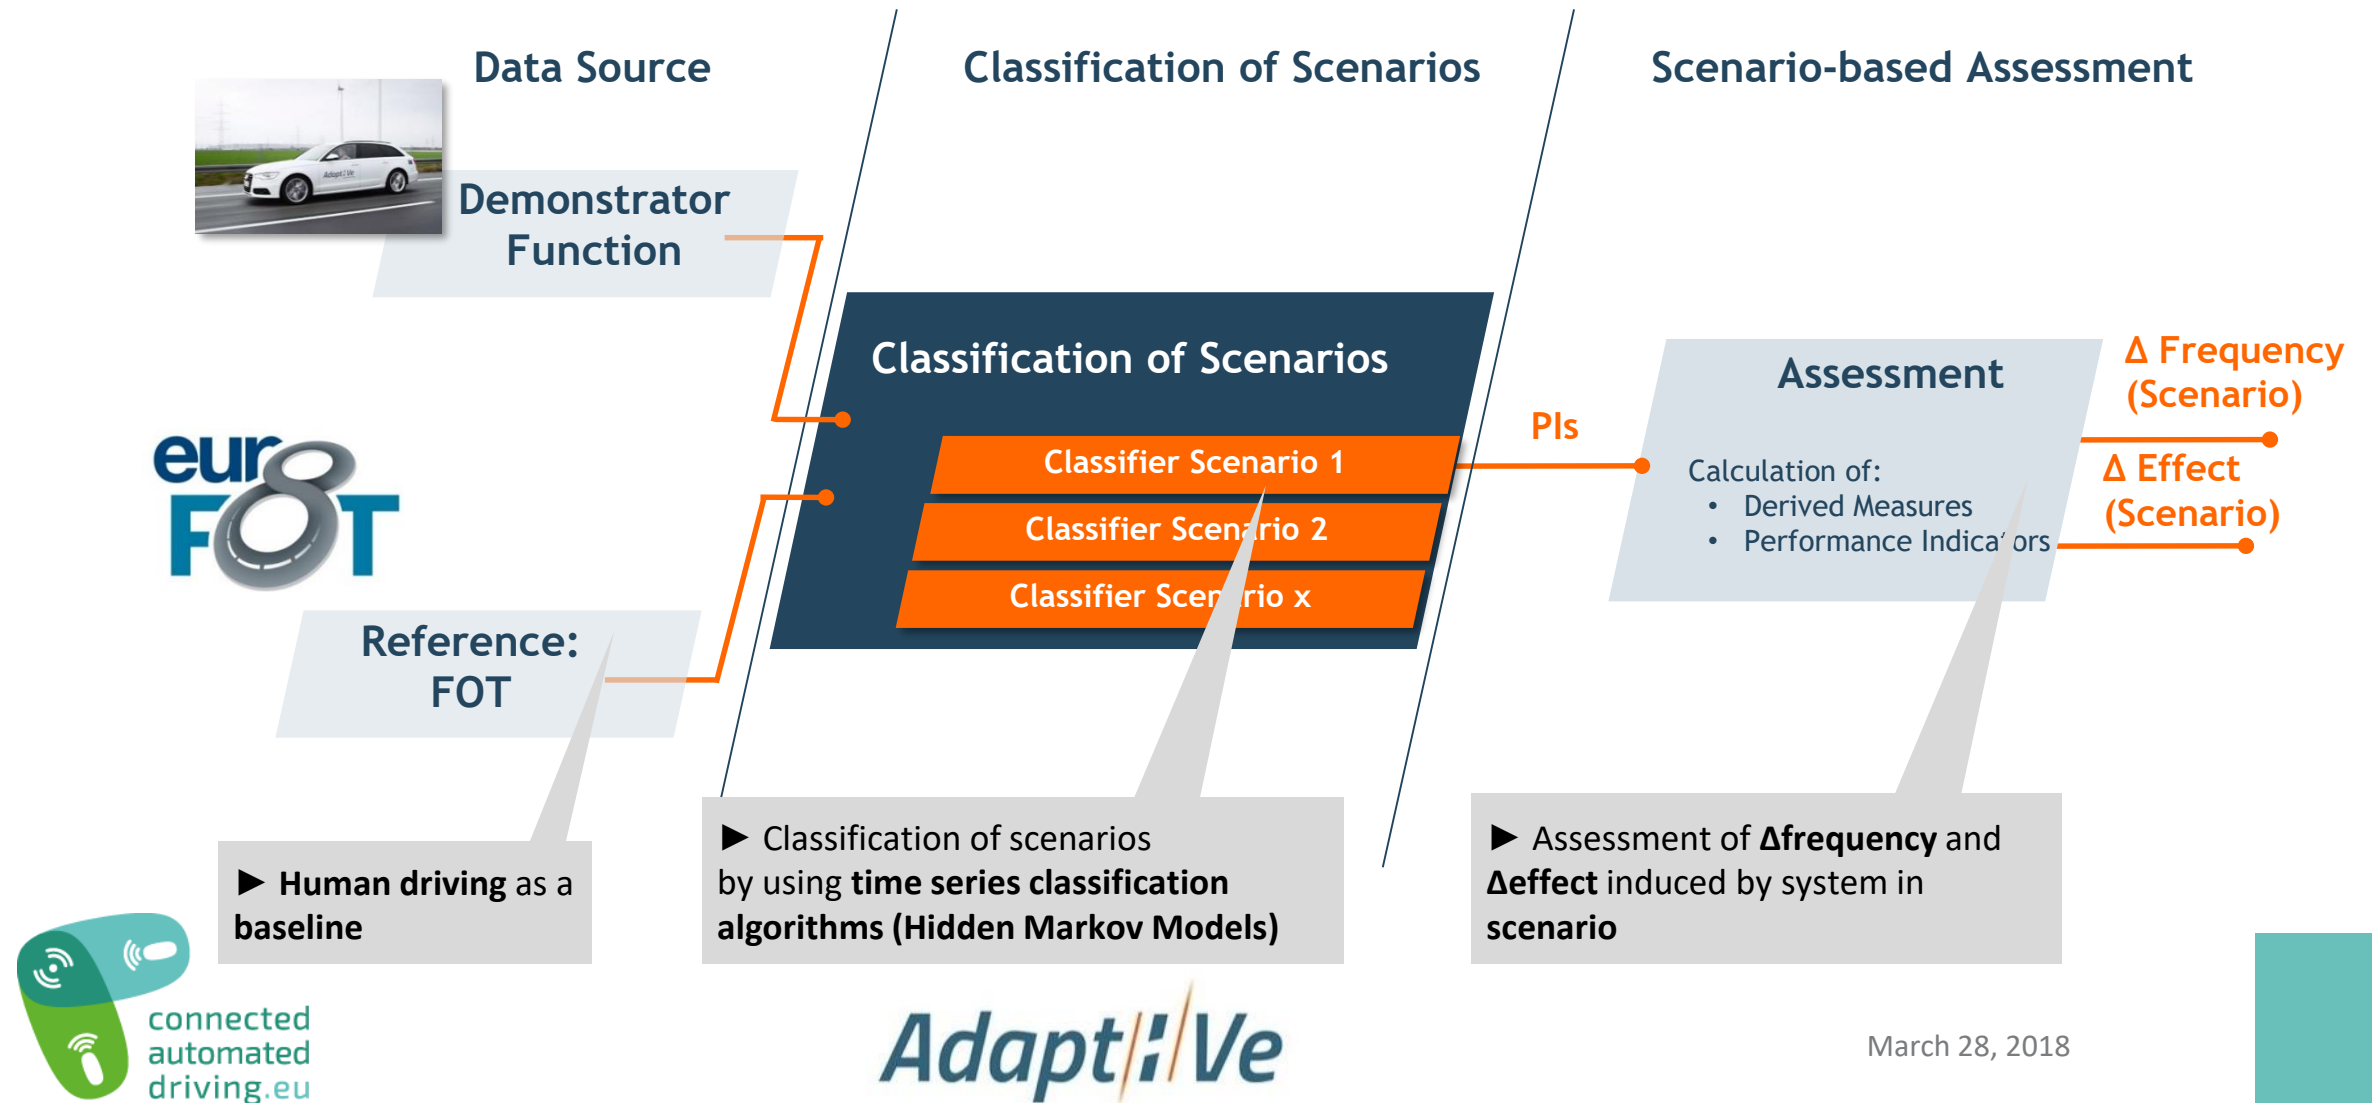 Data Source
Classification of Scenarios
Scenario-based Assessment
AdaptIVe
Demonstrator
Function
euro
FOT
Reference:
FOT
Classification of Scenarios
Classifier Scenario 1
Classifier Scenario 2
Classifier Scenario x
PIs
Assessment
Calculation of:
• Derived Measures
• Performance Indicators
Δ Frequency
(Scenario)
Δ Effect
(Scenario)
► Human driving as a
baseline
► Classification of scenarios
by using time series classification
algorithms (Hidden Markov Models)
► Assessment of Δfrequency and
Δeffect induced by system in
scenario
connected
automated
driving.eu
AdaptIVe
March 28, 2018